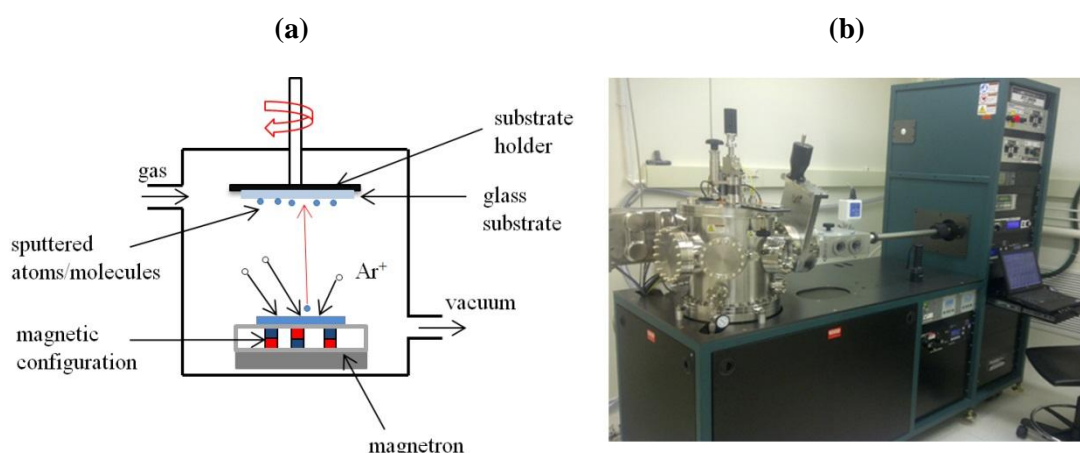 (a)
(b)
substrate
holder
gas
glass
substrate
sputtered
atoms/molecules
Ar⁺
vacuum
magnetic
configuration
magnetron